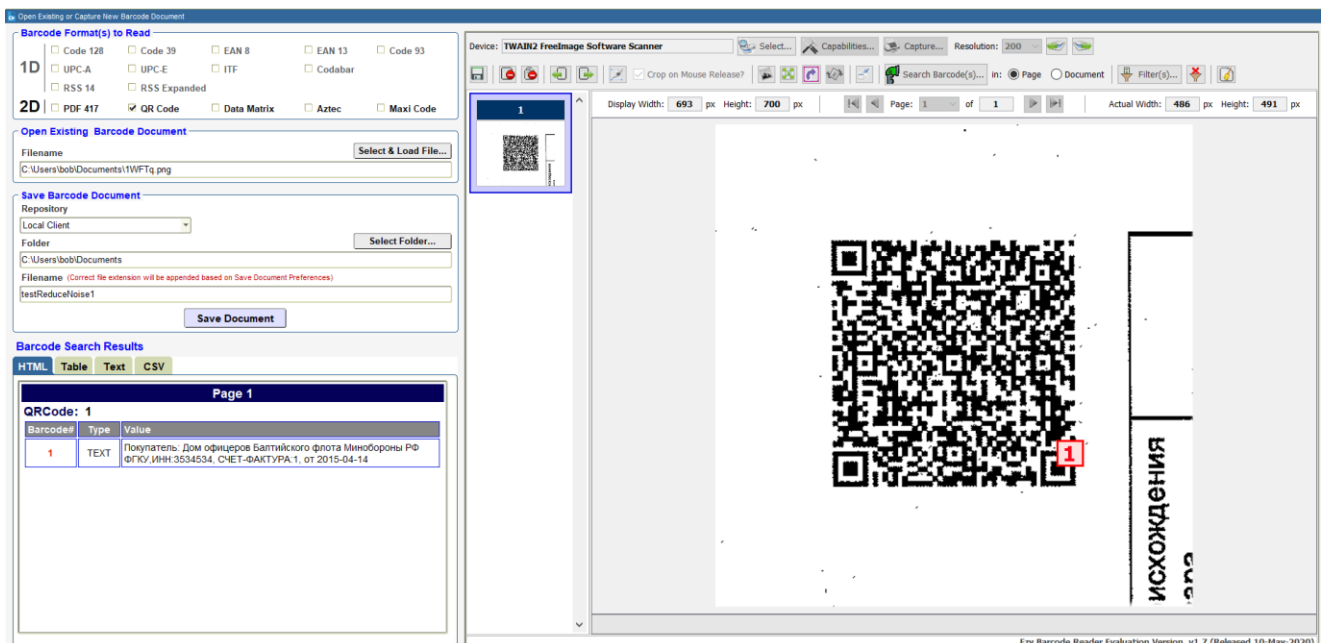 Open Existing or Capture New Barcode Document
Barcode Format(s) to Read
1D
Code 128 Code 39 EAN 8 EAN 13 Code 93
UPC-A UPC-E ITF Codabar
RSS 14 RSS Expanded
2D PDF 417 QR Code Data Matrix Aztec Maxi Code
Open Existing Barcode Document
Filename
Select & Load File...
C:\Users\bob\Documents\1WFTq.png
Save Barcode Document
Repository
Local Client
Folder
Select Folder...
C:\Users\bob\Documents
Filename (Correct file extension will be appended based on Save Document Preferences)
testReduceNoise1
Save Document
Barcode Search Results
HTML Table Text CSV
Page 1
QRCode: 1
Barcode# Type Value
1 TEXT Покупатель: Дом офицеров Балтийского флота Минобороны РФ
ФГКУ,ИНН:3534534, СЧЕТ-ФАКТУРА:1, от 2015-04-14
Device: TWAIN2 FreeImage Software Scanner Select... Capabilities... Capture... Resolution: 200
Crop on Mouse Release? Search Barcode(s)... in: Page Document Filter(s)...
1
Display Width: 693 px Height: 700 px Page: 1 of 1 Actual Width: 486 px Height: 491 px
1
исхождения
Ezy Barcode Reader Evaluation Version v1.7 (Released 10-May-2020)